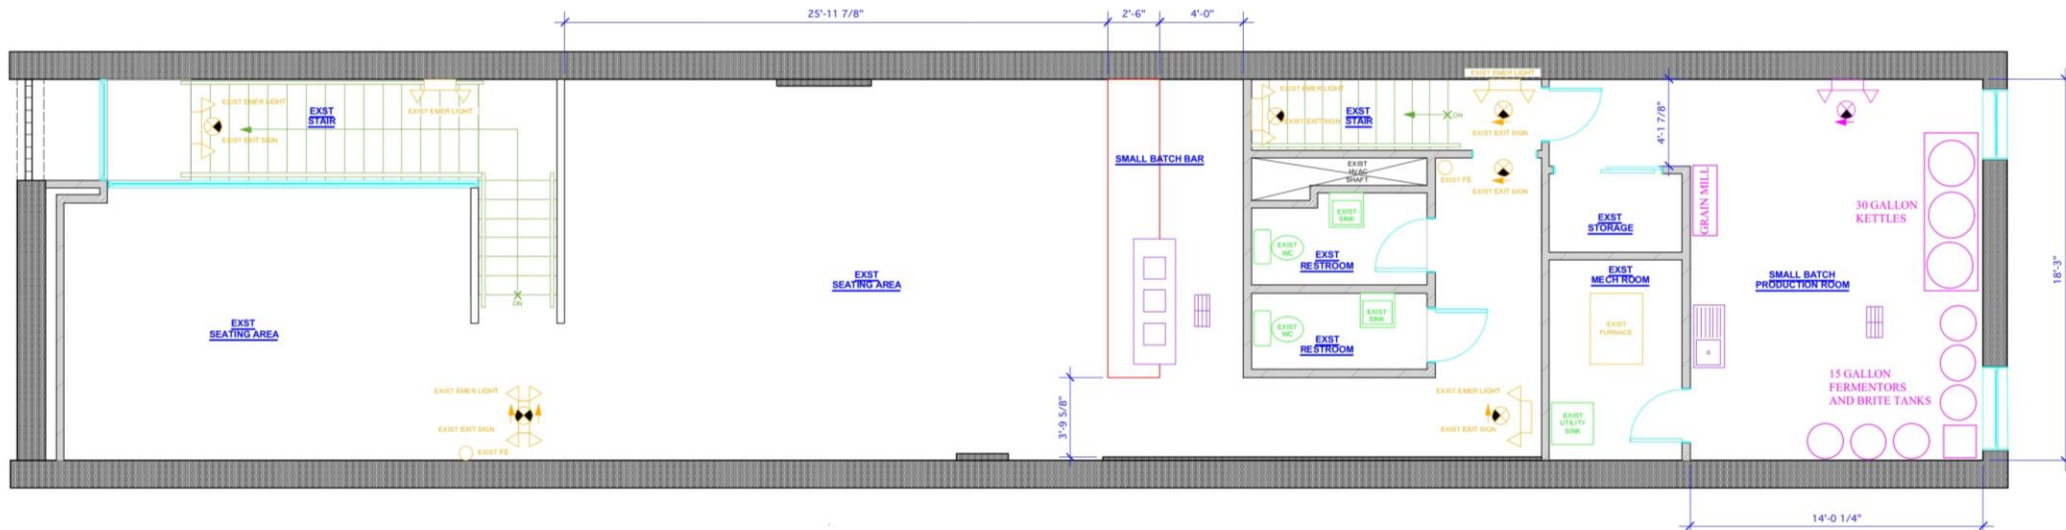 25'-11 7/8"
2'-6"
4'-0"
EXIST EMER LIGHT
EXIST EMER LIGHT
EXIST EXIT SIGN
EXST
STAIR
DN
EXST
SEATING AREA
EXIST EMER LIGHT
EXIST EXIT SIGN
EXIST FE
EXST
SEATING AREA
SMALL BATCH BAR
3'-9 5/8"
EXIST EMER LIGHT
EXIST EXIT SIGN
EXST
STAIR
DN
EXIST EMER LIGHT
EXIST EXIT SIGN
EXIST
HVAC
SHAFT
EXIST FE
EXIST EXIT SIGN
EXIST
SINK
EXIST
WC
EXST
RESTROOM
EXIST
SINK
EXIST
WC
EXST
RESTROOM
EXIST EMER LIGHT
EXIST EXIT SIGN
4'-1 7/8"
EXST
STORAGE
EXST
MECH ROOM
EXIST
FURNACE
EXIST
UTILITY
SINK
GRAIN MILL
30 GALLON
KETTLES
SMALL BATCH
PRODUCTION ROOM
15 GALLON
FERMENTORS
AND BRITE TANKS
18'-3"
14'-0 1/4"